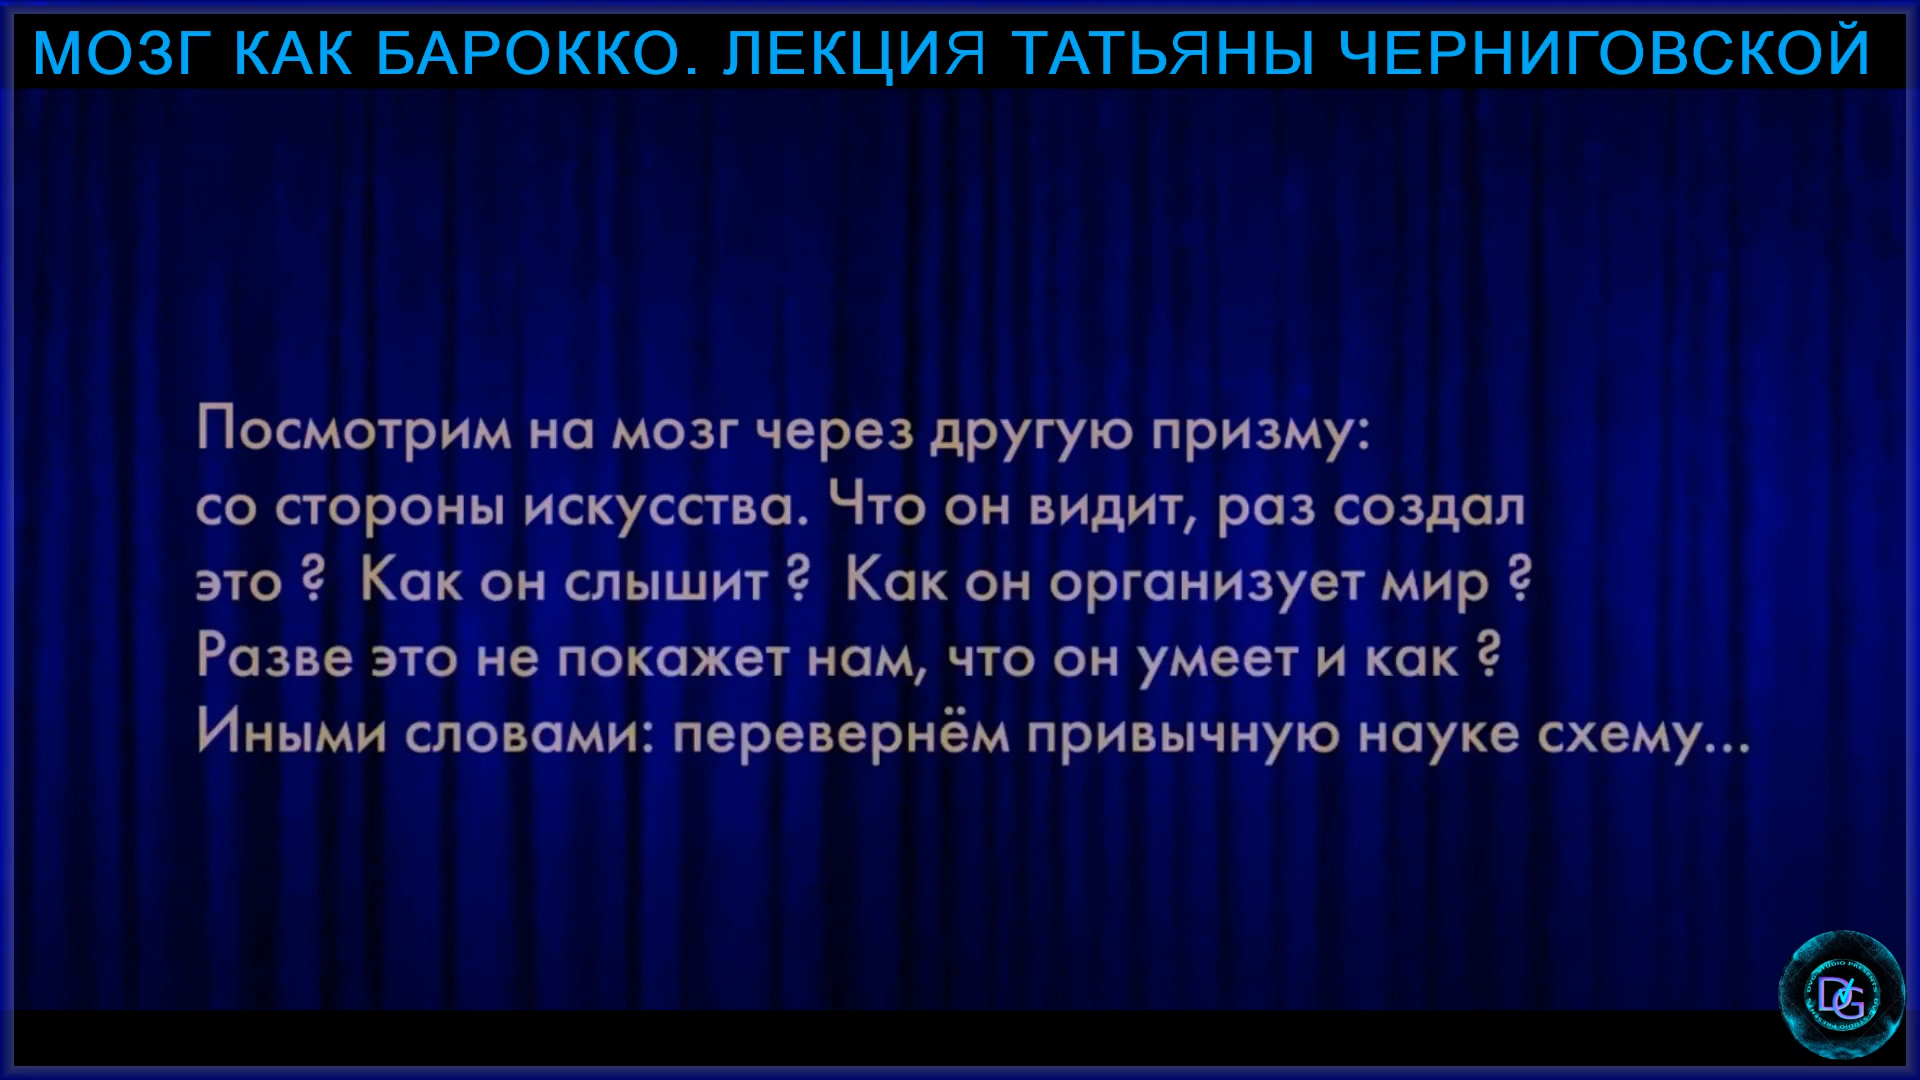 МОЗГ КАК БАРОККО. ЛЕКЦИЯ ТАТЬЯНЫ ЧЕРНИГОВСКОЙ
Посмотрим на мозг через другую призму:
со стороны искусства. Что он видит, раз создал
это ? Как он слышит ? Как он организует мир ?
Разве это не покажет нам, что он умеет и как ?
Иными словами: перевернём привычную науке схему...